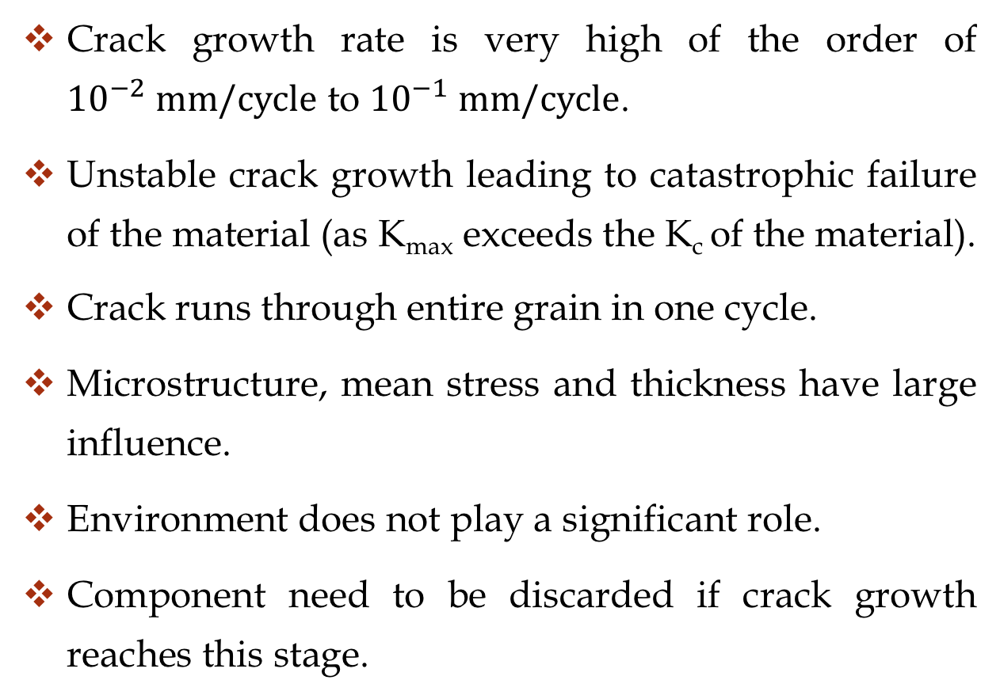 ❖ Crack growth rate is very high of the order of
10⁻² mm/cycle to 10⁻¹ mm/cycle.
❖ Unstable crack growth leading to catastrophic failure
of the material (as Kmax exceeds the Kc of the material).
❖ Crack runs through entire grain in one cycle.
❖ Microstructure, mean stress and thickness have large
influence.
❖ Environment does not play a significant role.
❖ Component need to be discarded if crack growth
reaches this stage.